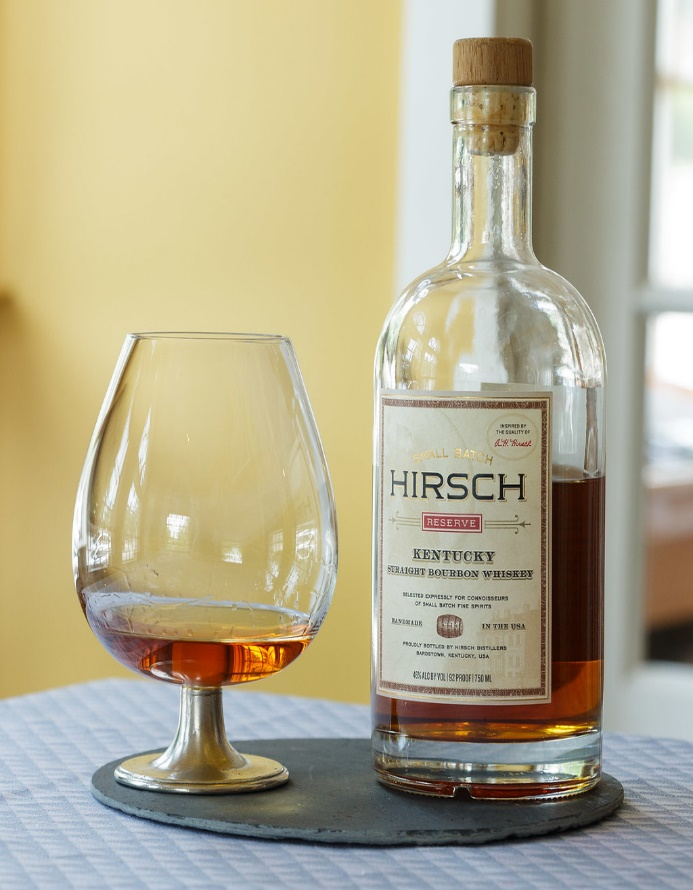 INSPIRED BY
THE QUALITY OF
A.H. Hirsch
SMALL BATCH
HIRSCH
RESERVE
KENTUCKY
STRAIGHT BOURBON WHISKEY
SELECTED EXPRESSLY FOR CONNOISSEURS
OF SMALL BATCH FINE SPIRITS
HANDMADE IN THE USA
PROUDLY BOTTLED BY HIRSCH DISTILLERS
BARDSTOWN, KENTUCKY, USA
46% ALC BY VOL | 92 PROOF | 750 ML